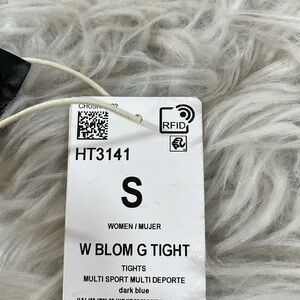 RFID
HT3141
S
WOMEN / MUJER
W BLOM G TIGHT
TIGHTS
MULTI SPORT MULTI DEPORTE
dark blue